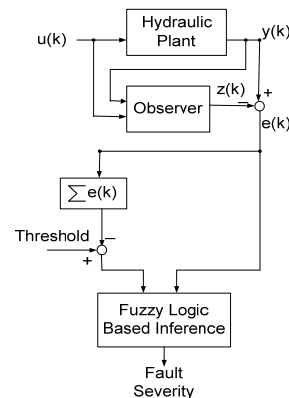 Hydraulic
Plant
u(k)
y(k)
Observer
z(k)
−
+
e(k)
∑e(k)
Threshold
−
+
Fuzzy Logic
Based Inference
Fault
Severity